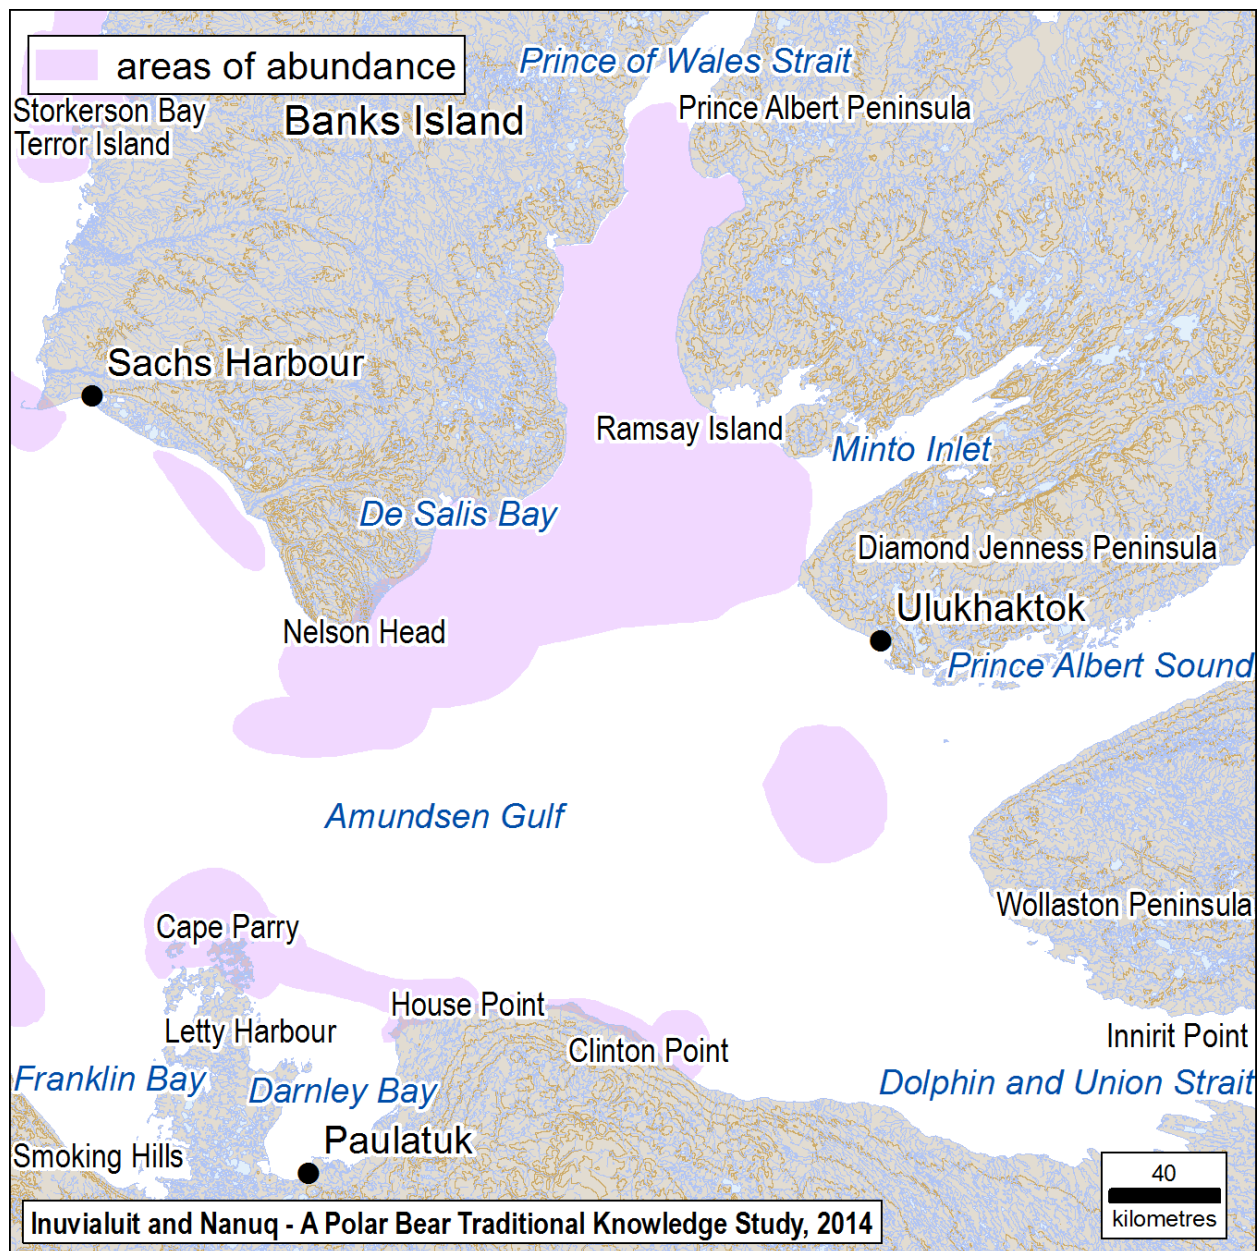 areas of abundance
Prince of Wales Strait
Storkerson Bay
Banks Island
Prince Albert Peninsula
Terror Island
Sachs Harbour
Ramsay Island
Minto Inlet
De Salis Bay
Diamond Jenness Peninsula
Ulukhaktok
Nelson Head
Prince Albert Sound
Amundsen Gulf
Wollaston Peninsula
Cape Parry
House Point
Letty Harbour
Innirit Point
Clinton Point
Franklin Bay
Darnley Bay
Dolphin and Union Strait
Paulatuk
Smoking Hills
40
kilometres
Inuvialuit and Nanuq - A Polar Bear Traditional Knowledge Study, 2014